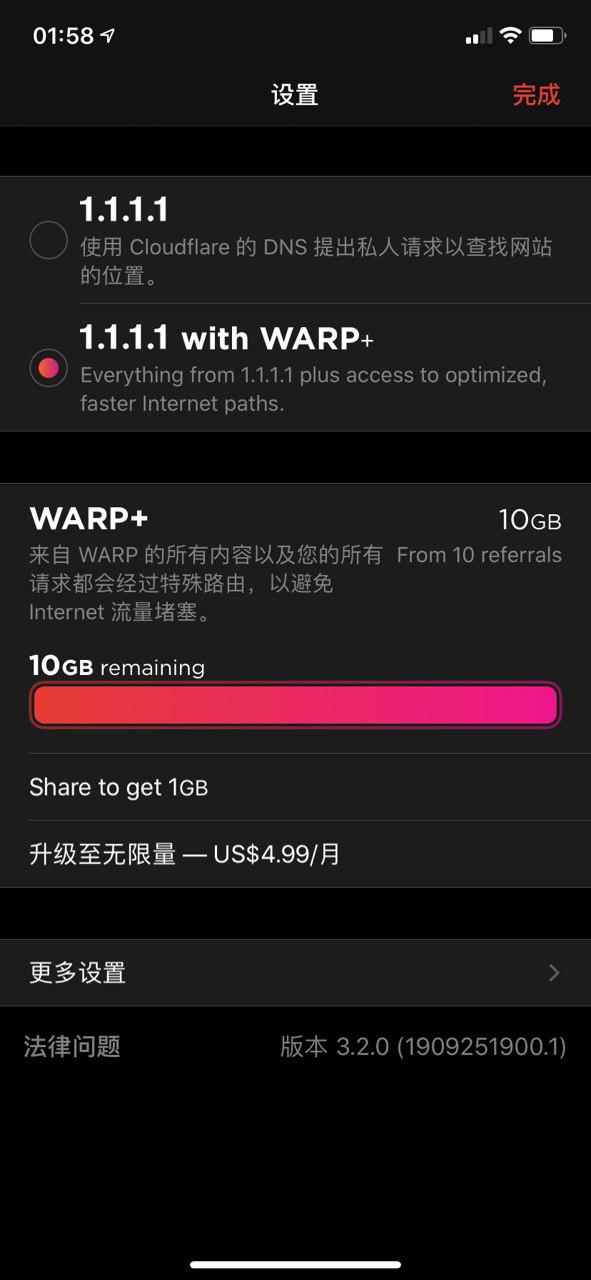 01:58
设置
完成
1.1.1.1
使用 Cloudflare 的 DNS 提出私人请求以查找网站
的位置。
1.1.1.1 with WARP+
Everything from 1.1.1.1 plus access to optimized,
faster Internet paths.
WARP+
10GB
来自 WARP 的所有内容以及您的所有
From 10 referrals
请求都会经过特殊路由，以避免
Internet 流量堵塞。
10GB remaining
Share to get 1GB
升级至无限量 — US$4.99/月
更多设置
法律问题
版本 3.2.0 (1909251900.1)